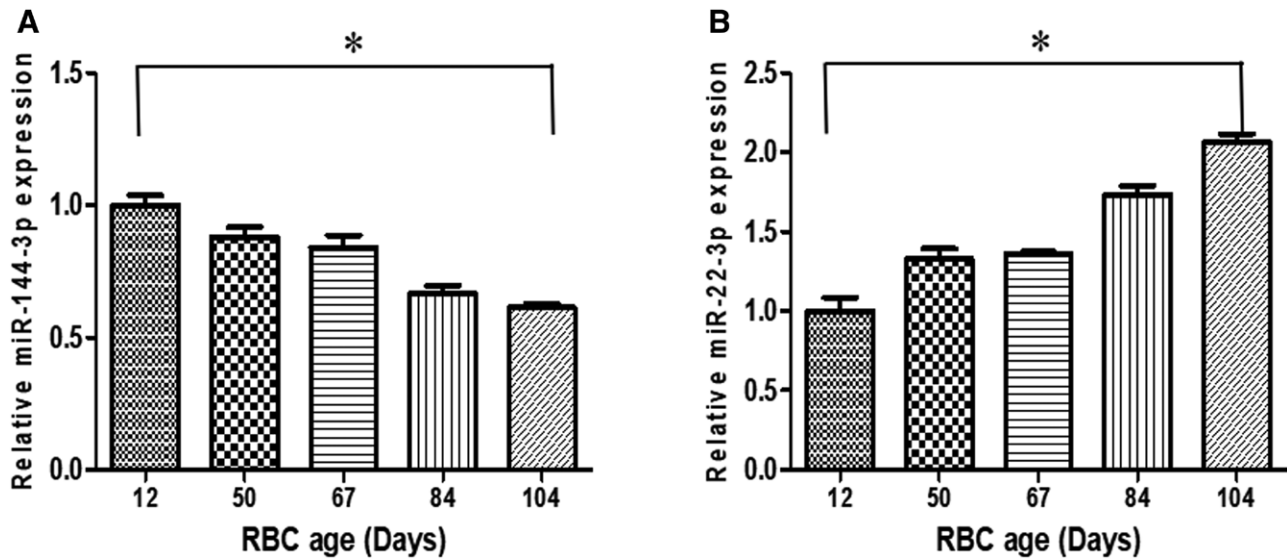 A
*
Relative miR-144-3p expression
1.5
1.0
0.5
0.0
12 50 67 84 104
RBC age (Days)
B
*
Relative miR-22-3p expression
2.5
2.0
1.5
1.0
0.5
0.0
12 50 67 84 104
RBC age (Days)